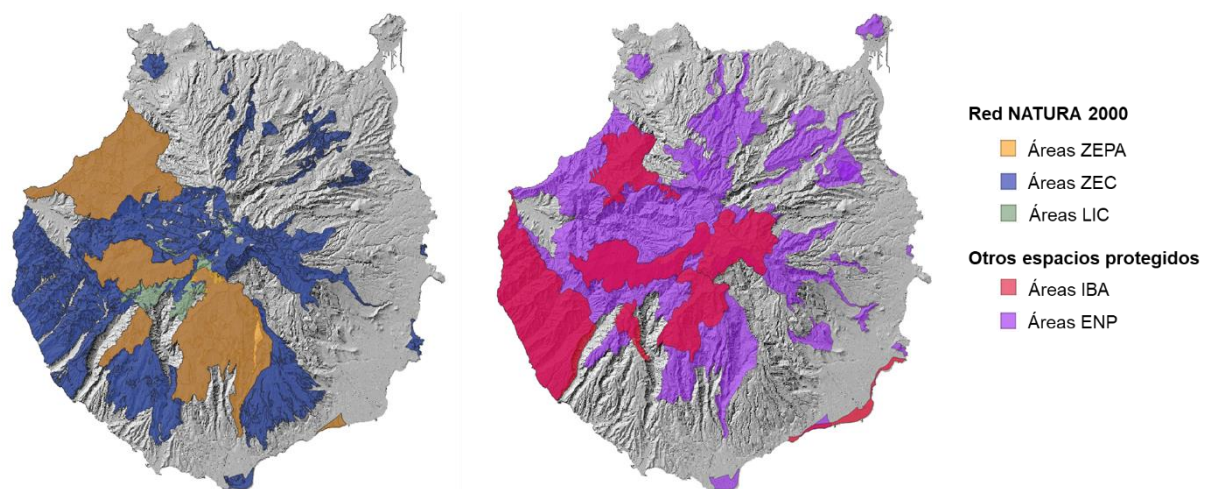 Red NATURA 2000
Áreas ZEPA
Áreas ZEC
Áreas LIC
Otros espacios protegidos
Áreas IBA
Áreas ENP